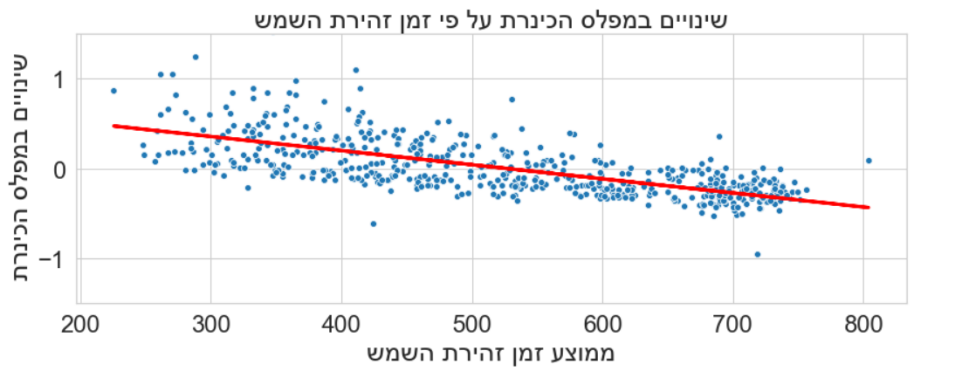 שינויים במפלס הכינרת על פי זמן זהירת השמש
שינויים במפלס הכינרת
1
0
−1
200 300 400 500 600 700 800
ממוצע זמן זהירת השמש